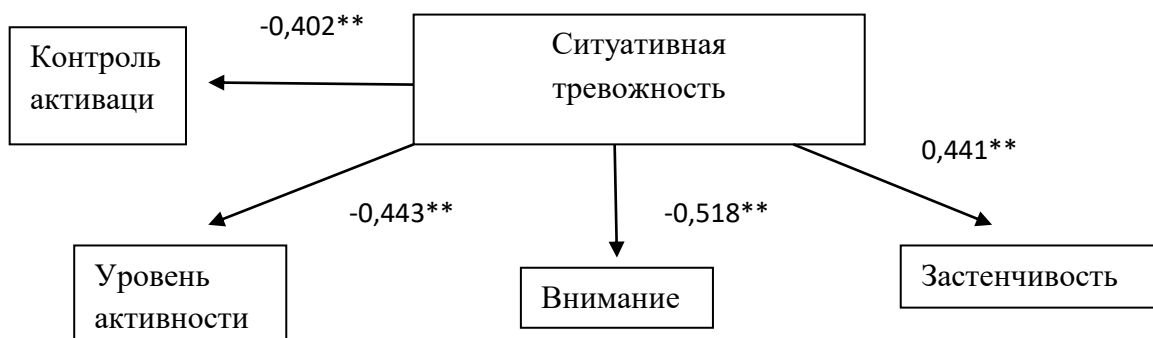 -0,402**
Ситуативная
тревожность
Контроль
активаци
0,441**
-0,443**
-0,518**
Уровень
активности
Внимание
Застенчивость